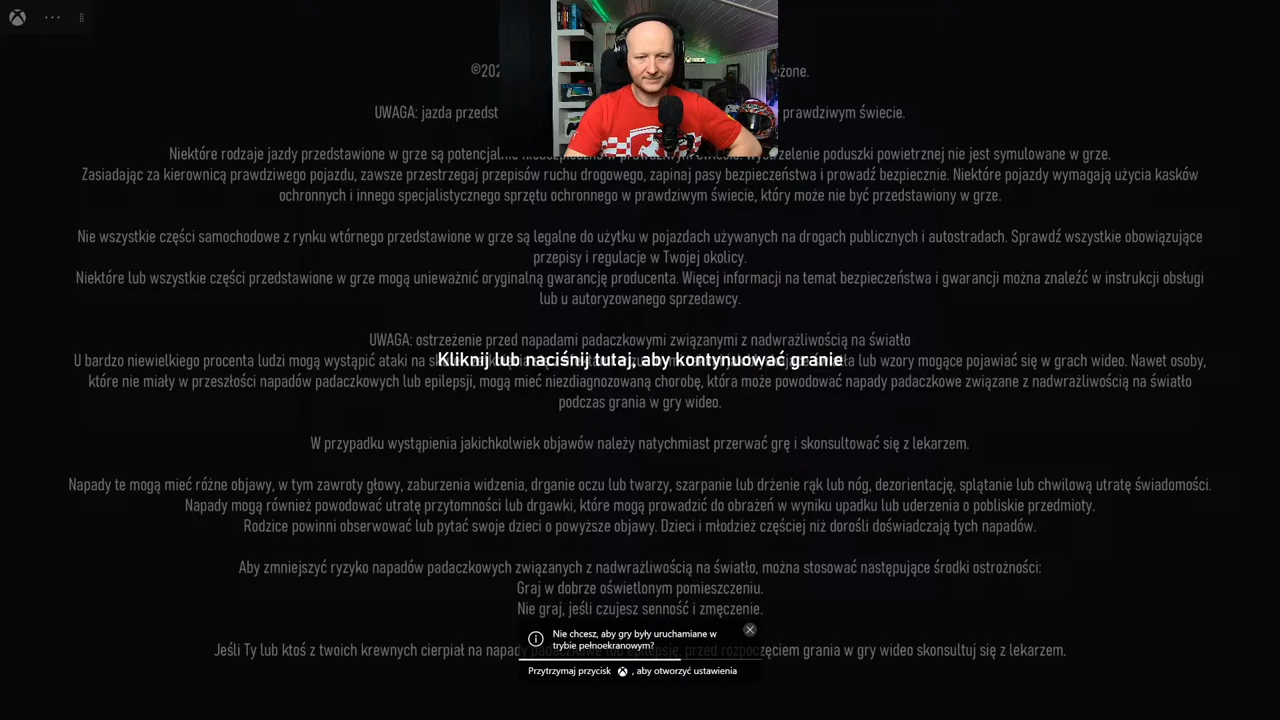 ©202
żone.
UWAGA: jazda przedst
prawdziwym świecie.
Niektóre rodzaje jazdy przedstawione w grze są potencjalnie niebezpieczne w prawdziwym świecie. Wystrzelenie poduszki powietrznej nie jest symulowane w grze.
Zasiadając za kierownicą prawdziwego pojazdu, zawsze przestrzegaj przepisów ruchu drogowego, zapinaj pasy bezpieczeństwa i prowadź bezpiecznie. Niektóre pojazdy wymagają użycia kasków
ochronnych i innego specjalistycznego sprzętu ochronnego w prawdziwym świecie, który może nie być przedstawiony w grze.
Nie wszystkie części samochodowe z rynku wtórnego przedstawione w grze są legalne do użytku w pojazdach używanych na drogach publicznych i autostradach. Sprawdź wszystkie obowiązujące
przepisy i regulacje w Twojej okolicy.
Niektóre lub wszystkie części przedstawione w grze mogą unieważnić oryginalną gwarancję producenta. Więcej informacji na temat bezpieczeństwa i gwarancji można znaleźć w instrukcji obsługi
lub u autoryzowanego sprzedawcy.
UWAGA: ostrzeżenie przed napadami padaczkowymi związanymi z nadwrażliwością na światło
U bardzo niewielkiego procenta ludzi mogą wystąpić ataki na
Kliknij lub naciśnij tutaj, aby kontynuować granie
lub wzory mogące pojawiać się w grach wideo. Nawet osoby,
które nie miały w przeszłości napadów padaczkowych lub epilepsji, mogą mieć niezdiagnozowaną chorobę, która może powodować napady padaczkowe związane z nadwrażliwością na światło
podczas grania w gry wideo.
W przypadku wystąpienia jakichkolwiek objawów należy natychmiast przerwać grę i skonsultować się z lekarzem.
Napady te mogą mieć różne objawy, w tym zawroty głowy, zaburzenia widzenia, drganie oczu lub twarzy, szarpanie lub drżenie rąk lub nóg, dezorientację, splątanie lub chwilową utratę świadomości.
Napady mogą również powodować utratę przytomności lub drgawki, które mogą prowadzić do obrażeń w wyniku upadku lub uderzenia o pobliskie przedmioty.
Rodzice powinni obserwować lub pytać swoje dzieci o powyższe objawy. Dzieci i młodzież częściej niż dorośli doświadczają tych napadów.
Aby zmniejszyć ryzyko napadów padaczkowych związanych z nadwrażliwością na światło, można stosować następujące środki ostrożności:
Graj w dobrze oświetlonym pomieszczeniu.
Nie graj, jeśli czujesz senność i zmęczenie.
Nie chcesz, aby gry były uruchamiane w
trybie pełnoekranowym?
Jeśli Ty lub ktoś z twoich krewnych cierpiał na napady padaczkowe lub epilepsję, przed rozpoczęciem grania w gry wideo skonsultuj się z lekarzem.
Przytrzymaj przycisk , aby otworzyć ustawienia